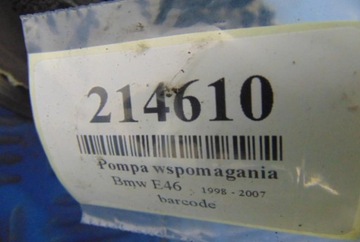 214610
Pompa wspomagania
Bmw E46 1998 - 2007
barcode